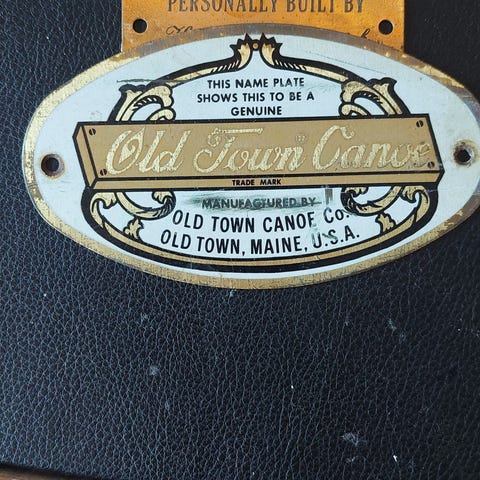 PERSONALLY BUILT BY
THIS NAME PLATE
SHOWS THIS TO BE A
GENUINE
"Old Town Canoe"
TRADE MARK
MANUFACTURED BY
OLD TOWN CANOE Co.
OLD TOWN, MAINE, U.S.A.